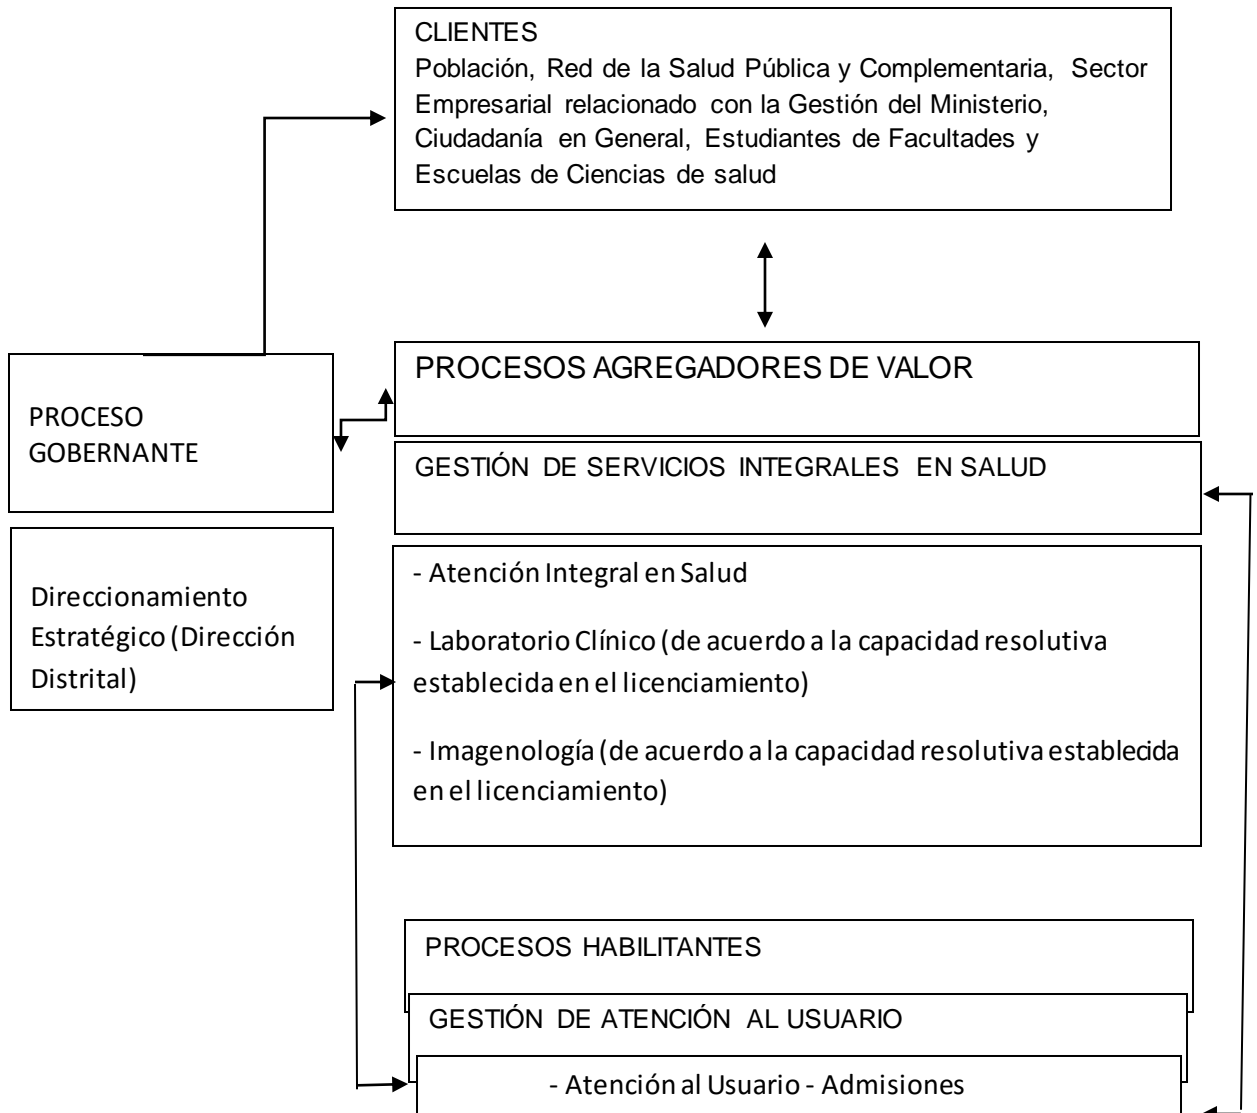 CLIENTES
Población, Red de la Salud Pública y Complementaria, Sector
Empresarial relacionado con la Gestión del Ministerio,
Ciudadanía en General, Estudiantes de Facultades y
Escuelas de Ciencias de salud
PROCESO
GOBERNANTE
Direccionamiento
Estratégico (Dirección
Distrital)
PROCESOS AGREGADORES DE VALOR
GESTIÓN DE SERVICIOS INTEGRALES EN SALUD
- Atención Integral en Salud
- Laboratorio Clínico (de acuerdo a la capacidad resolutiva
establecida en el licenciamiento)
- Imagenología (de acuerdo a la capacidad resolutiva establecida
en el licenciamiento)
PROCESOS HABILITANTES
GESTIÓN DE ATENCIÓN AL USUARIO
- Atención al Usuario - Admisiones